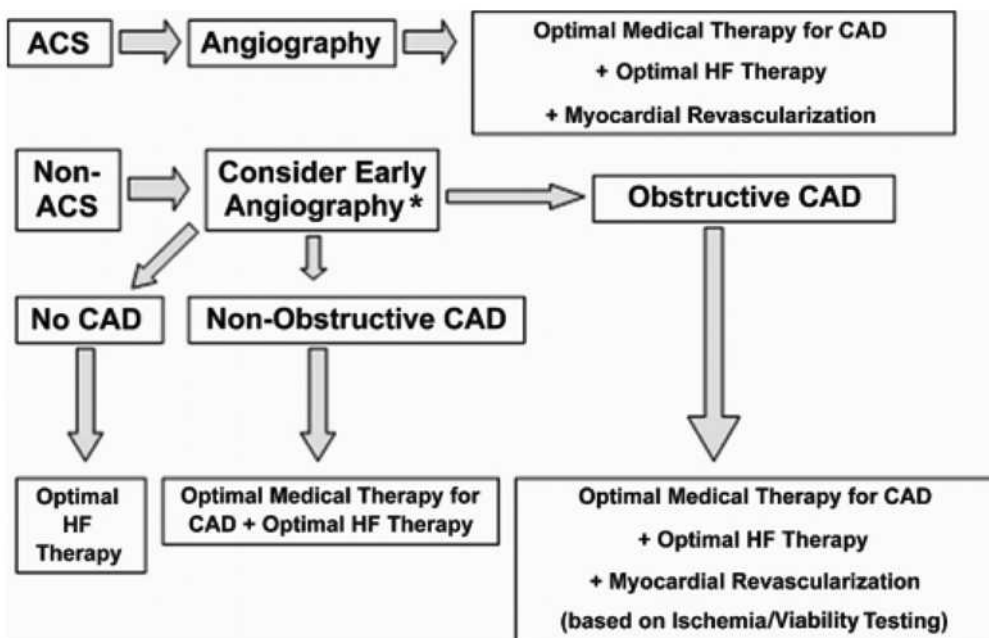 ACS
Angiography
Optimal Medical Therapy for CAD
+ Optimal HF Therapy
+ Myocardial Revascularization
Non-
ACS
Consider Early
Angiography *
Obstructive CAD
No CAD
Non-Obstructive CAD
Optimal
HF
Therapy
Optimal Medical Therapy for
CAD + Optimal HF Therapy
Optimal Medical Therapy for CAD
+ Optimal HF Therapy
+ Myocardial Revascularization
(based on Ischemia/Viability Testing)